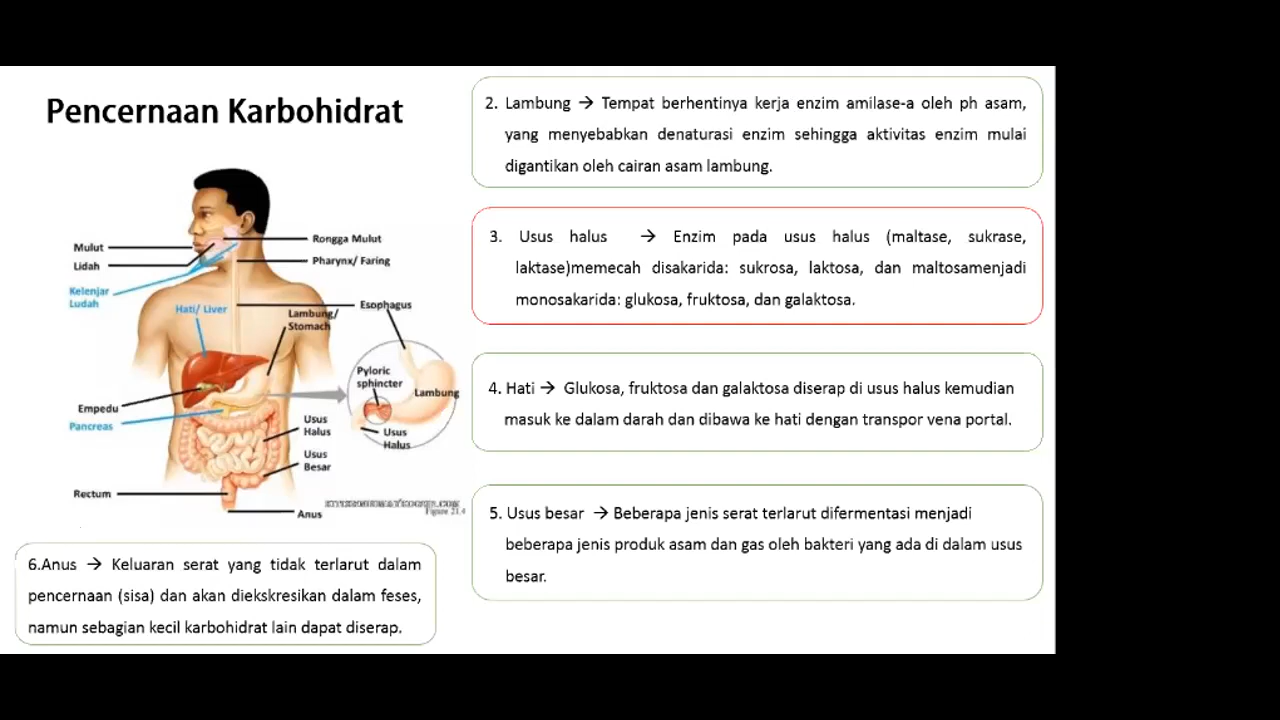 Pencernaan Karbohidrat
Mulut
Lidah
Kelenjar
Ludah
Hati/ Liver
Empedu
Pancreas
Rectum
Rongga Mulut
Pharynx/ Faring
Esophagus
Lambung/
Stomach
Pyloric
sphincter
Lambung
Usus
Halus
Usus
Halus
Usus
Besar
Anus
Figure 21.4
2. Lambung → Tempat berhentinya kerja enzim amilase-a oleh ph asam,
yang menyebabkan denaturasi enzim sehingga aktivitas enzim mulai
digantikan oleh cairan asam lambung.
3. Usus halus → Enzim pada usus halus (maltase, sukrase,
laktase)memecah disakarida: sukrosa, laktosa, dan maltosamenjadi
monosakarida: glukosa, fruktosa, dan galaktosa.
4. Hati → Glukosa, fruktosa dan galaktosa diserap di usus halus kemudian
masuk ke dalam darah dan dibawa ke hati dengan transpor vena portal.
5. Usus besar → Beberapa jenis serat terlarut difermentasi menjadi
beberapa jenis produk asam dan gas oleh bakteri yang ada di dalam usus
besar.
6.Anus → Keluaran serat yang tidak terlarut dalam
pencernaan (sisa) dan akan diekskresikan dalam feses,
namun sebagian kecil karbohidrat lain dapat diserap.